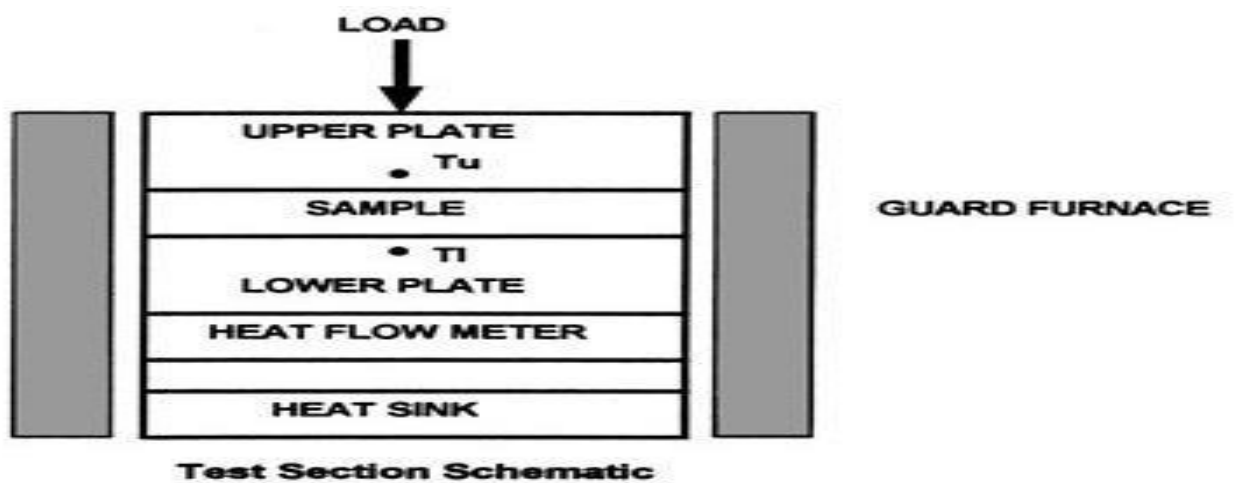 LOAD
UPPER PLATE
Tu
SAMPLE
GUARD FURNACE
Tl
LOWER PLATE
HEAT FLOW METER
HEAT SINK
Test Section Schematic